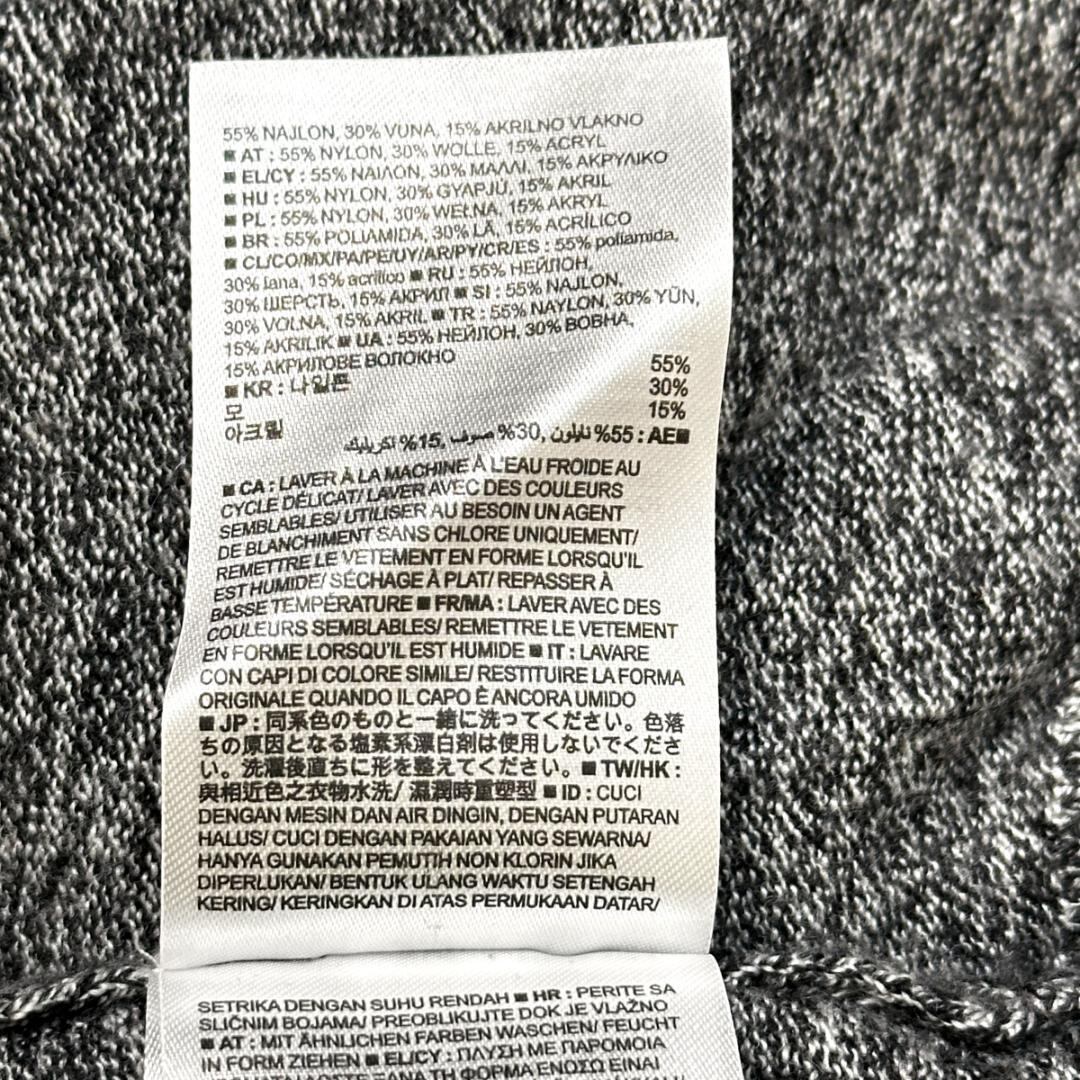 55% NAJLON, 30% VUNA, 15% AKRILNO VLAKNO
■ AT : 55% NYLON, 30% WOLLE, 15% ACRYL
■ EL/CY : 55% ΝΑΙΛΟΝ, 30% ΜΑΛΛΙ, 15% ΑΚΡΥΛΙΚΟ
■ HU : 55% NYLON, 30% GYAPJÚ, 15% AKRIL
■ PL : 55% NYLON, 30% WEŁNA, 15% AKRYL
■ BR : 55% POLIAMIDA, 30% LÃ, 15% ACRÍLICO
■ CL/CO/MX/PA/PE/UY/AR/PY/CR/ES : 55% poliamida,
30% lana, 15% acrílico ■ RU : 55% НЕЙЛОН,
30% ШЕРСТЬ, 15% АКРИЛ ■ SI : 55% NAJLON,
30% VOLNA, 15% AKRIL ■ TR : 55% NAYLON, 30% YÜN,
15% AKRILIK ■ UA : 55% НЕЙЛОН, 30% ВОВНА,
15% АКРИЛОВЕ ВОЛОКНО
■ KR : 나일론 55%
모 30%
아크릴 15%
■AE : 55% نايلون, 30% صوف, 15% اكريليك
■ CA : LAVER À LA MACHINE À L'EAU FROIDE AU
CYCLE DÉLICAT/ LAVER AVEC DES COULEURS
SEMBLABLES/ UTILISER AU BESOIN UN AGENT
DE BLANCHIMENT SANS CHLORE UNIQUEMENT/
REMETTRE LE VETEMENT EN FORME LORSQU'IL
EST HUMIDE/ SÉCHAGE À PLAT/ REPASSER À
BASSE TEMPÉRATURE ■ FR/MA : LAVER AVEC DES
COULEURS SEMBLABLES/ REMETTRE LE VETEMENT
EN FORME LORSQU'IL EST HUMIDE ■ IT : LAVARE
CON CAPI DI COLORE SIMILE/ RESTITUIRE LA FORMA
ORIGINALE QUANDO IL CAPO È ANCORA UMIDO
■ JP : 同系色のものと一緒に洗ってください。色落
ちの原因となる塩素系漂白剤は使用しないでくださ
い。洗濯後直ちに形を整えてください。■ TW/HK :
與相近色之衣物水洗/ 濕潤時重塑型 ■ ID : CUCI
DENGAN MESIN DAN AIR DINGIN, DENGAN PUTARAN
HALUS/ CUCI DENGAN PAKAIAN YANG SEWARNA/
HANYA GUNAKAN PEMUTIH NON KLORIN JIKA
DIPERLUKAN/ BENTUK ULANG WAKTU SETENGAH
KERING/ KERINGKAN DI ATAS PERMUKAAN DATAR/
SETRIKA DENGAN SUHU RENDAH ■ HR : PERITE SA
SLIČNIM BOJAMA/ PREOBLIKUJTE DOK JE VLAŽNO
■ AT : MIT ÄHNLICHEN FARBEN WASCHEN/ FEUCHT
IN FORM ZIEHEN ■ EL/CY : ΠΛΥΣΗ ΜΕ ΠΑΡΟΜΟΙΑ
ΞΑΝΑ ΤΗ ΦΟΡΜΑ ΕΝΟΣΩ ΕΙΝΑΙ